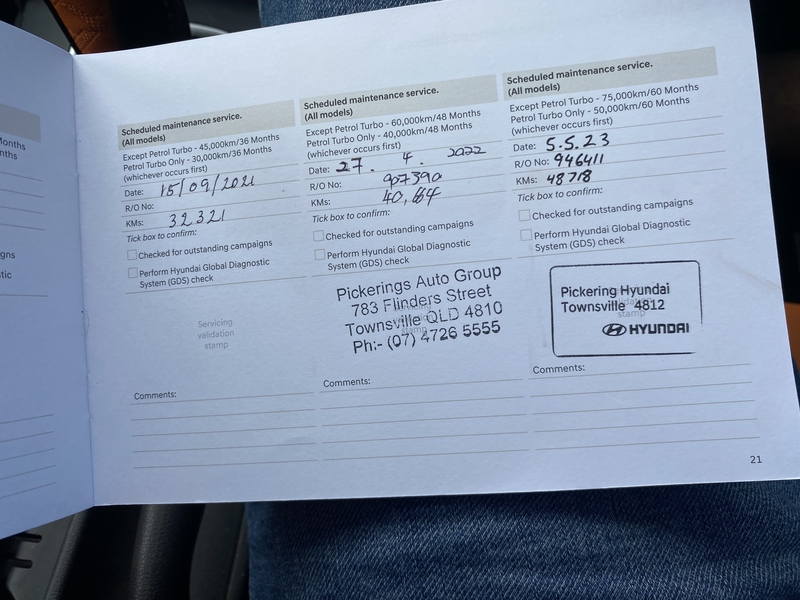 onths
nths
gns
stic
Scheduled maintenance service.
(All models)
Except Petrol Turbo - 45,000km/36 Months
Petrol Turbo Only - 30,000km/36 Months
(whichever occurs first)
Date: 15/09/2021
R/O No:
KMs: 32321
Tick box to confirm:
Checked for outstanding campaigns
Perform Hyundai Global Diagnostic
System (GDS) check
Servicing
validation
stamp
Comments:
Scheduled maintenance service.
(All models)
Except Petrol Turbo - 60,000km/48 Months
Petrol Turbo Only - 40,000km/48 Months
(whichever occurs first)
Date: 27. 4. 2022
R/O No: 907390
KMs:
Tick box to confirm:
Checked for outstanding campaigns
Perform Hyundai Global Diagnostic
System (GDS) check
Pickerings Auto Group
783 Flinders Street
Townsville QLD 4810
Ph:- (07) 4726 5555
Comments:
Scheduled maintenance service.
(All models)
Except Petrol Turbo - 75,000km/60 Months
Petrol Turbo Only - 50,000km/60 Months
(whichever occurs first)
Date: 5.5.23
R/O No: 946411
KMs: 48718
Tick box to confirm:
Checked for outstanding campaigns
Perform Hyundai Global Diagnostic
System (GDS) check
Pickering Hyundai
Townsville 4812
HYUNDAI
Comments:
21